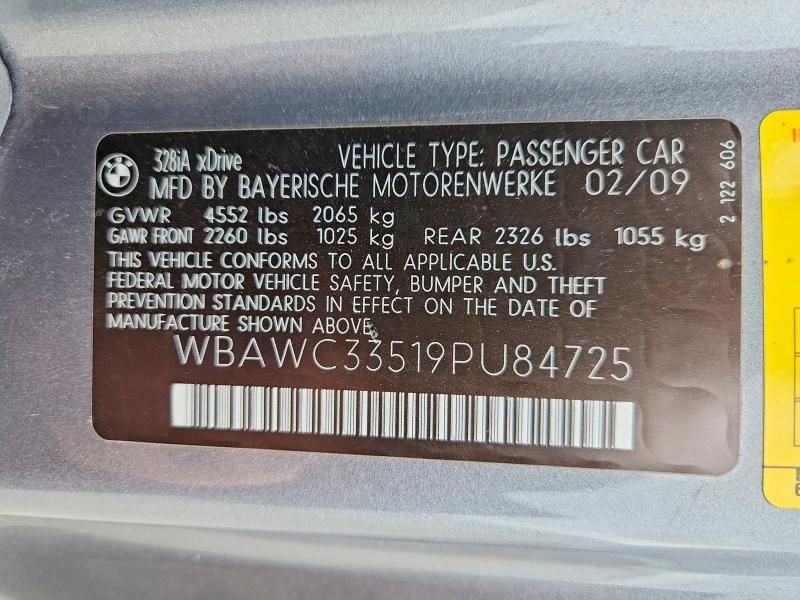 BMW
328iA xDrive VEHICLE TYPE: PASSENGER CAR
MFD BY BAYERISCHE MOTORENWERKE 02/09
GVWR 4552 lbs 2065 kg
GAWR FRONT 2260 lbs 1025 kg REAR 2326 lbs 1055 kg
THIS VEHICLE CONFORMS TO ALL APPLICABLE U.S.
FEDERAL MOTOR VEHICLE SAFETY, BUMPER AND THEFT
PREVENTION STANDARDS IN EFFECT ON THE DATE OF
MANUFACTURE SHOWN ABOVE
WBAWC33519PU84725
2 122 606